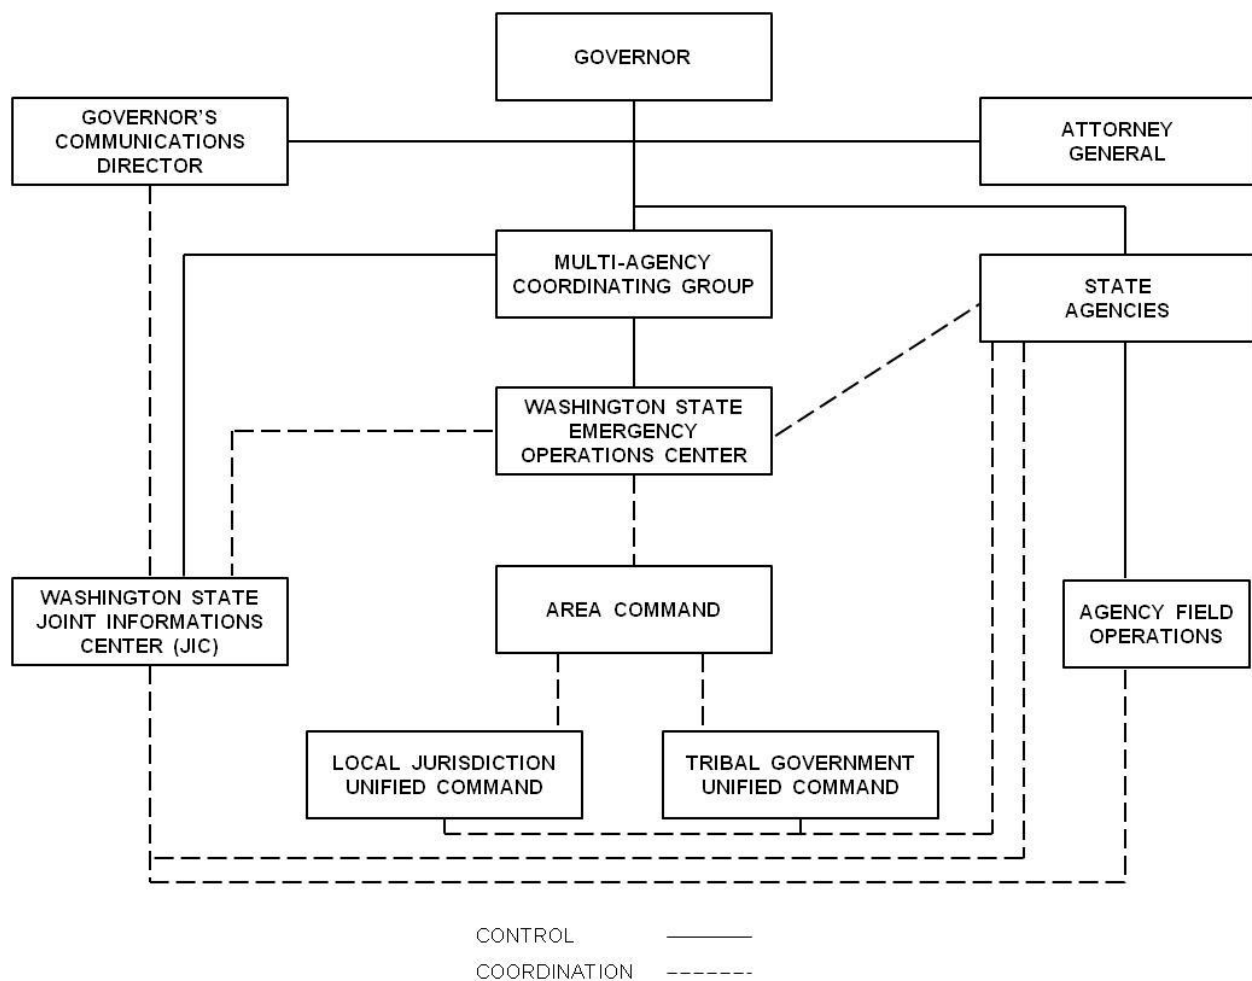 GOVERNOR
GOVERNOR'S
COMMUNICATIONS
DIRECTOR
ATTORNEY
GENERAL
MULTI-AGENCY
COORDINATING GROUP
STATE
AGENCIES
WASHINGTON STATE
EMERGENCY
OPERATIONS CENTER
WASHINGTON STATE
JOINT INFORMATIONS
CENTER (JIC)
AREA COMMAND
AGENCY FIELD
OPERATIONS
LOCAL JURISDICTION
UNIFIED COMMAND
TRIBAL GOVERNMENT
UNIFIED COMMAND
CONTROL
COORDINATION